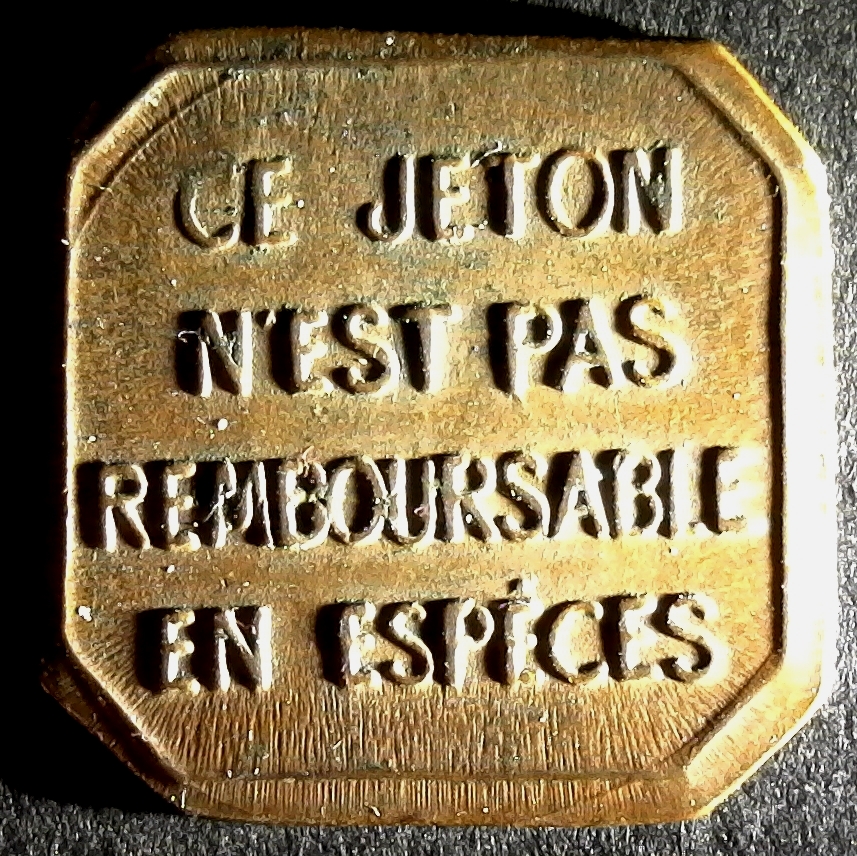 CE JETON
N'EST PAS
REMBOURSABLE
EN ESPÈCES